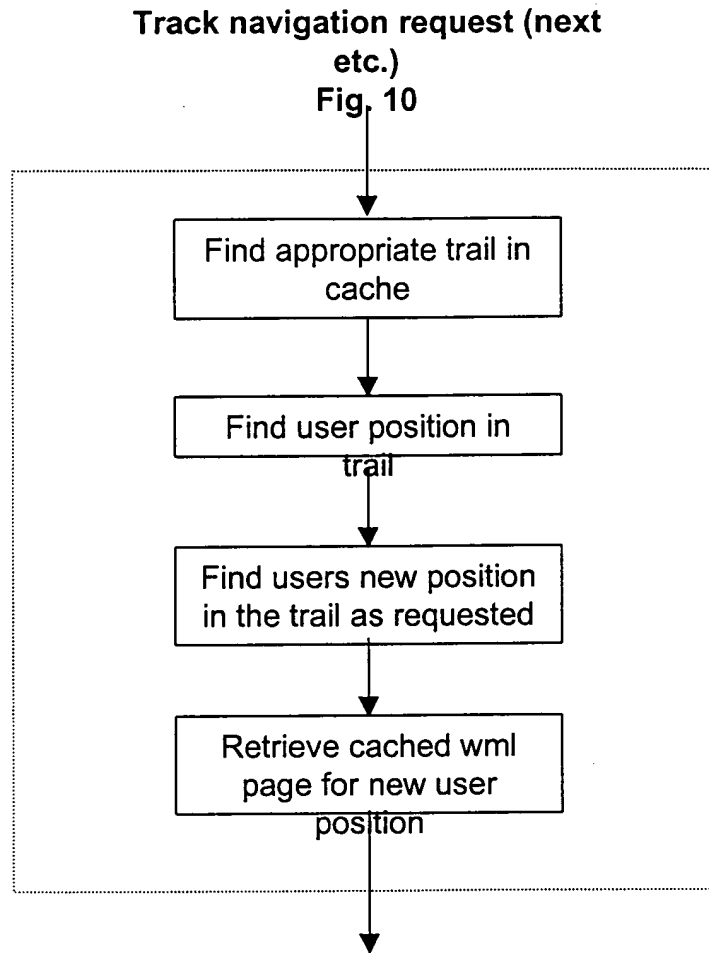 Track navigation request (next
etc.)
Fig. 10
Find appropriate trail in
cache
Find user position in
trail
Find users new position
in the trail as requested
Retrieve cached wml
page for new user
position